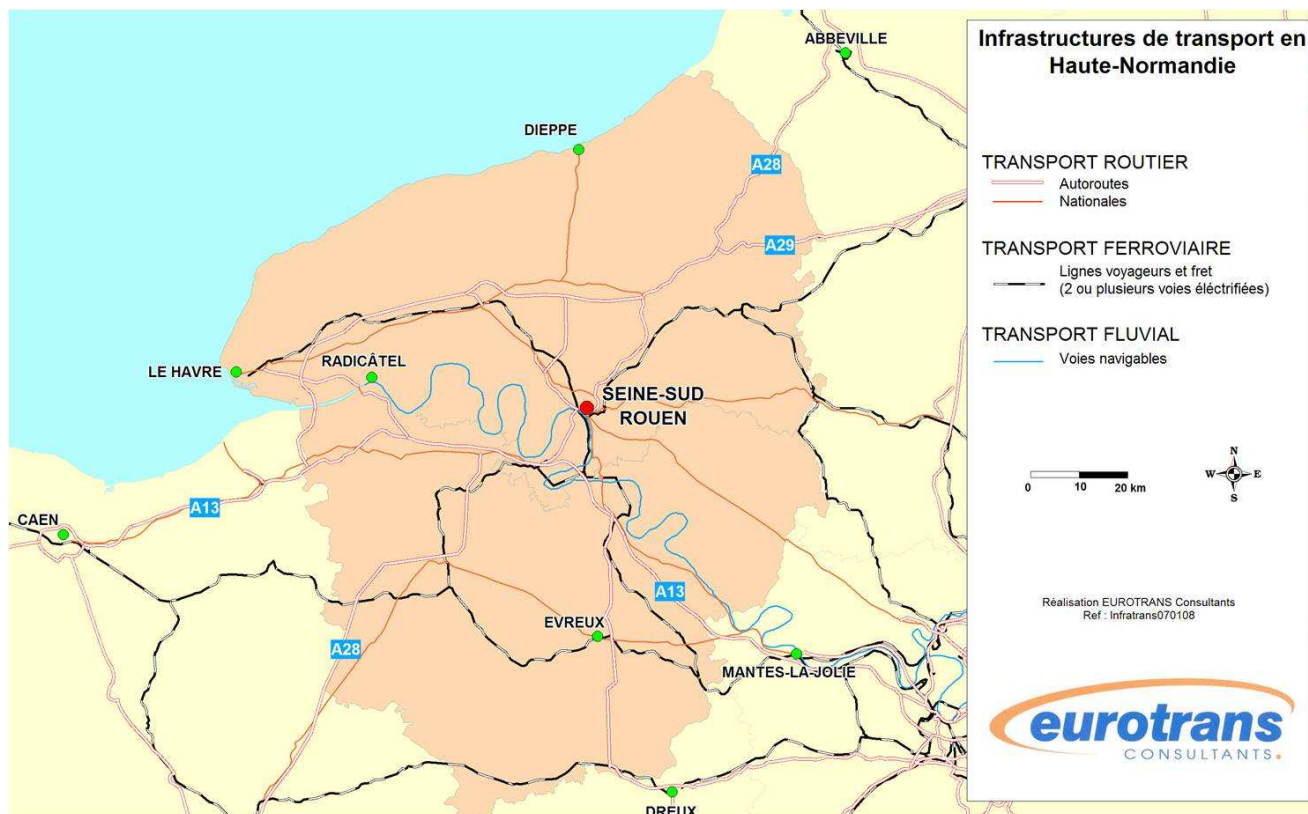 ABBEVILLE
DIEPPE
A28
A29
LE HAVRE
RADICÂTEL
SEINE-SUD
ROUEN
A13
CAEN
A13
EVREUX
A28
MANTES-LA-JOLIE
DREUX
Infrastructures de transport en
Haute-Normandie
TRANSPORT ROUTIER
Autoroutes
Nationales
TRANSPORT FERROVIAIRE
Lignes voyageurs et fret
(2 ou plusieurs voies éléctrifiées)
TRANSPORT FLUVIAL
Voies navigables
N
W E
S
0 10 20 km
Réalisation EUROTRANS Consultants
Ref : Infratrans070108
eurotrans
CONSULTANTS.